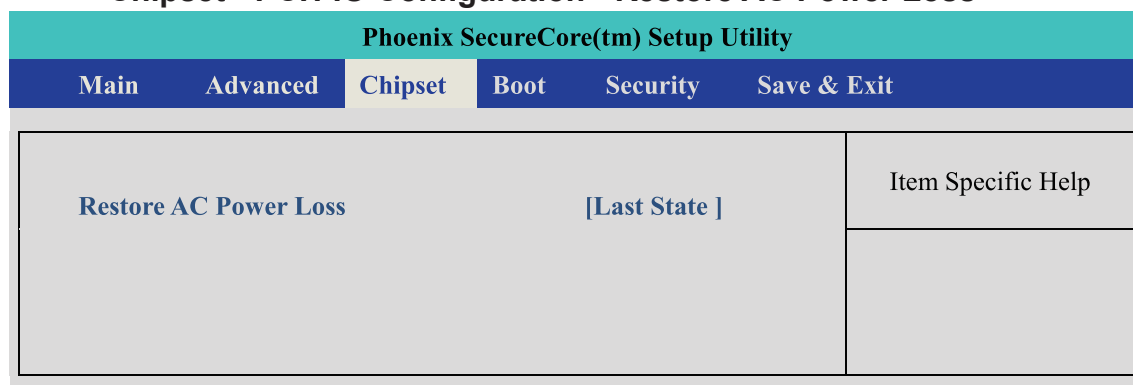 Phoenix SecureCore(tm) Setup Utility
Main Advanced Chipset Boot Security Save & Exit
Item Specific Help
Restore AC Power Loss [Last State ]